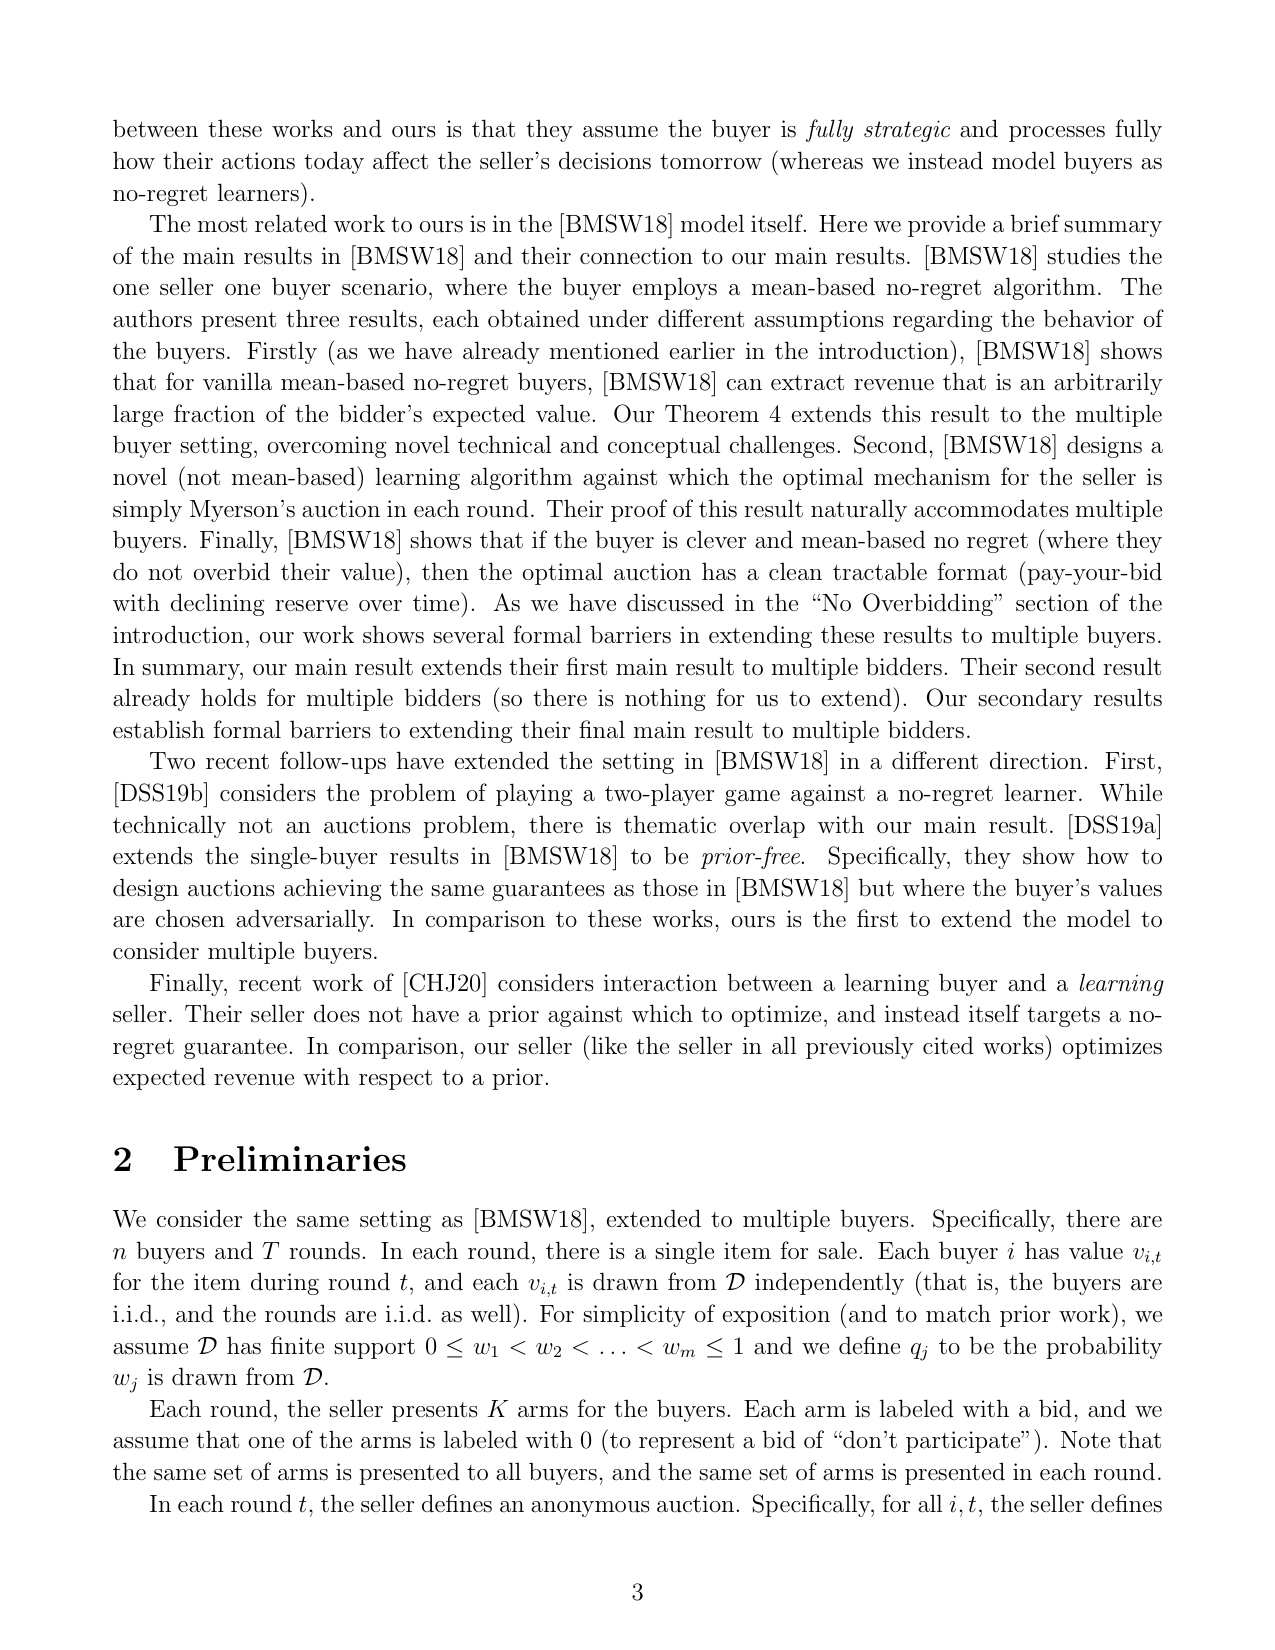 between these works and ours is that they assume the buyer is fully strategic and processes fully
how their actions today affect the seller's decisions tomorrow (whereas we instead model buyers as
no-regret learners).
The most related work to ours is in the [BMSW18] model itself. Here we provide a brief summary
of the main results in [BMSW18] and their connection to our main results. [BMSW18] studies the
one seller one buyer scenario, where the buyer employs a mean-based no-regret algorithm. The
authors present three results, each obtained under different assumptions regarding the behavior of
the buyers. Firstly (as we have already mentioned earlier in the introduction), [BMSW18] shows
that for vanilla mean-based no-regret buyers, [BMSW18] can extract revenue that is an arbitrarily
large fraction of the bidder's expected value. Our Theorem 4 extends this result to the multiple
buyer setting, overcoming novel technical and conceptual challenges. Second, [BMSW18] designs a
novel (not mean-based) learning algorithm against which the optimal mechanism for the seller is
simply Myerson's auction in each round. Their proof of this result naturally accommodates multiple
buyers. Finally, [BMSW18] shows that if the buyer is clever and mean-based no regret (where they
do not overbid their value), then the optimal auction has a clean tractable format (pay-your-bid
with declining reserve over time). As we have discussed in the “No Overbidding” section of the
introduction, our work shows several formal barriers in extending these results to multiple buyers.
In summary, our main result extends their first main result to multiple bidders. Their second result
already holds for multiple bidders (so there is nothing for us to extend). Our secondary results
establish formal barriers to extending their final main result to multiple bidders.
Two recent follow-ups have extended the setting in [BMSW18] in a different direction. First,
[DSS19b] considers the problem of playing a two-player game against a no-regret learner. While
technically not an auctions problem, there is thematic overlap with our main result. [DSS19a]
extends the single-buyer results in [BMSW18] to be prior-free. Specifically, they show how to
design auctions achieving the same guarantees as those in [BMSW18] but where the buyer's values
are chosen adversarially. In comparison to these works, ours is the first to extend the model to
consider multiple buyers.
Finally, recent work of [CHJ20] considers interaction between a learning buyer and a learning
seller. Their seller does not have a prior against which to optimize, and instead itself targets a no-
regret guarantee. In comparison, our seller (like the seller in all previously cited works) optimizes
expected revenue with respect to a prior.
2 Preliminaries
We consider the same setting as [BMSW18], extended to multiple buyers. Specifically, there are
n buyers and T rounds. In each round, there is a single item for sale. Each buyer i has value v_{i,t}
for the item during round t, and each v_{i,t} is drawn from 𝒟 independently (that is, the buyers are
i.i.d., and the rounds are i.i.d. as well). For simplicity of exposition (and to match prior work), we
assume 𝒟 has finite support 0 ≤ w₁ < w₂ < . . . < w_m ≤ 1 and we define q_j to be the probability
w_j is drawn from 𝒟.
Each round, the seller presents K arms for the buyers. Each arm is labeled with a bid, and we
assume that one of the arms is labeled with 0 (to represent a bid of “don't participate”). Note that
the same set of arms is presented to all buyers, and the same set of arms is presented in each round.
In each round t, the seller defines an anonymous auction. Specifically, for all i, t, the seller defines
3